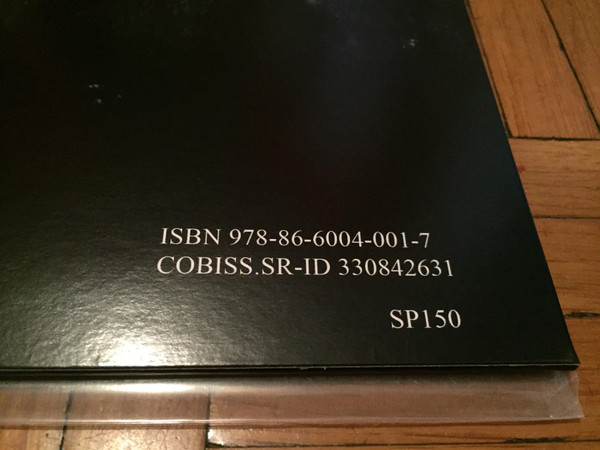 ISBN 978-86-6004-001-7
COBISS.SR-ID 330842631
SP150